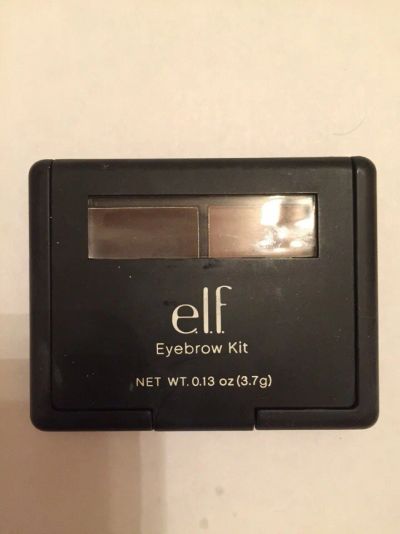 e.l.f.
Eyebrow Kit
NET WT. 0.13 oz (3.7g)